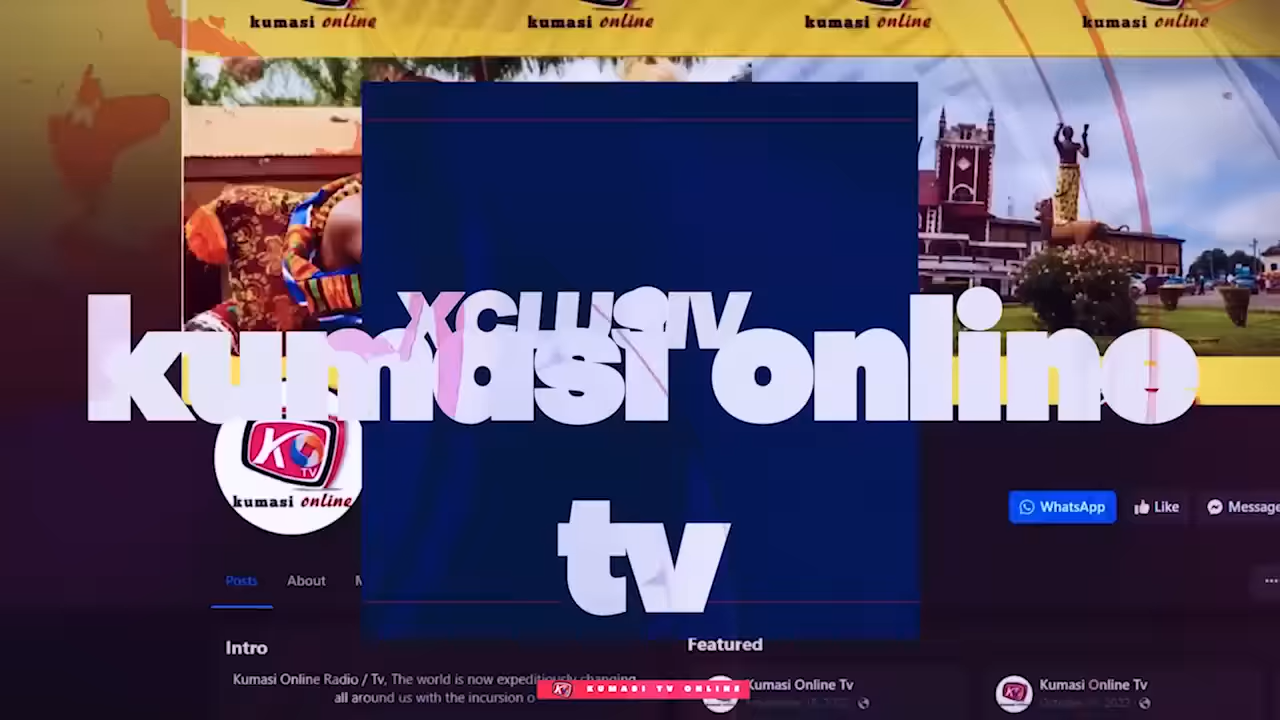 kumasi online kumasi online kumasi online kumasi online
XCLUSIV
kumasi online
tv
K TV
kumasi online
WhatsApp Like Message
Posts About
Intro
Featured
Kumasi Online Radio / Tv, The world is now expeditiously changing
all around us with the incursion o
Kumasi Online Tv
Kumasi Online Tv
KUMASI TV ONLINE